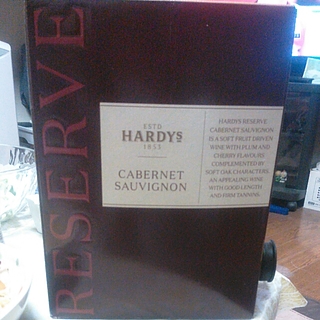 RESERVE
ESTD
HARDYS
1853
CABERNET
SAUVIGNON
HARDYS RESERVE
CABERNET SAUVIGNON
IS A SOFT FRUIT DRIVEN
WINE WITH PLUM AND
CHERRY FLAVOURS
COMPLEMENTED BY
SOFT OAK CHARACTERS
AN APPEALING WINE
WITH GOOD LENGTH
AND FIRM TANNINS.